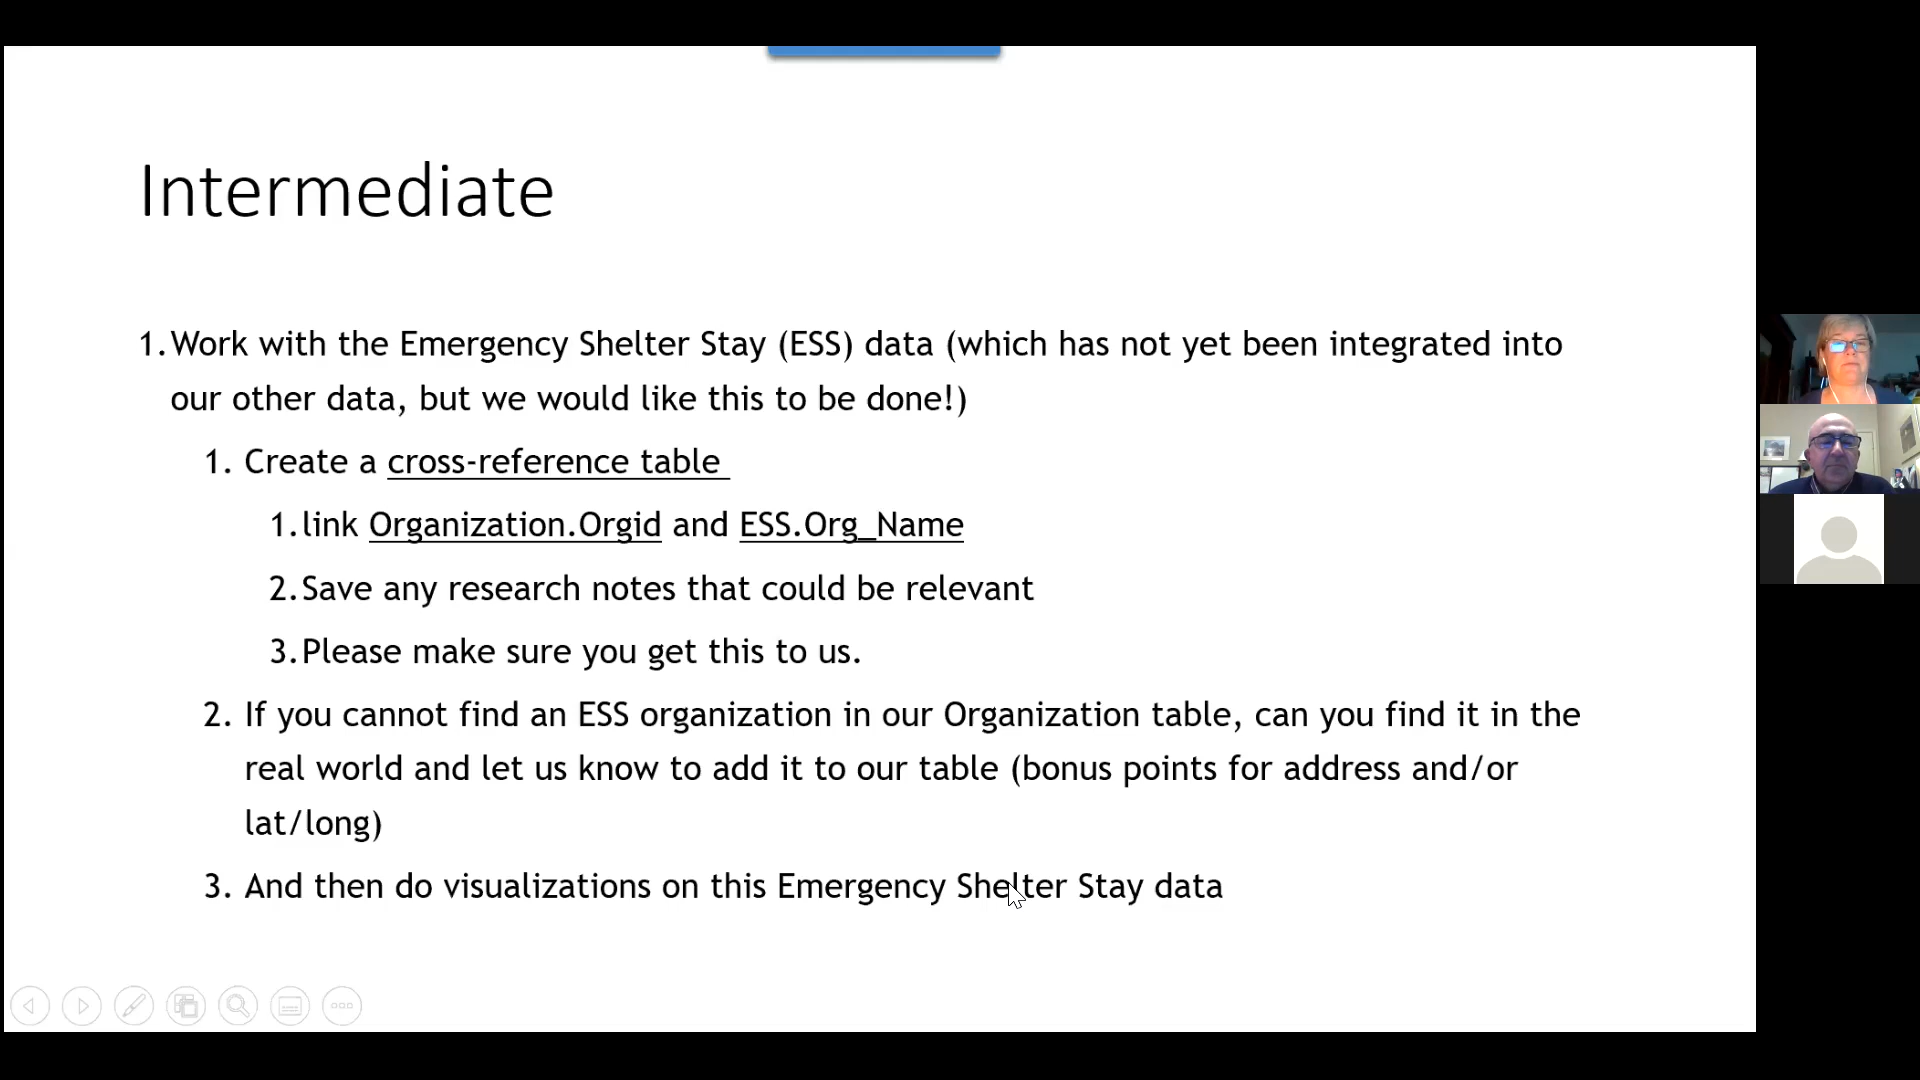 Intermediate
1. Work with the Emergency Shelter Stay (ESS) data (which has not yet been integrated into
our other data, but we would like this to be done!)
1. Create a cross-reference table
1. link Organization.Orgid and ESS.Org_Name
2. Save any research notes that could be relevant
3. Please make sure you get this to us.
2. If you cannot find an ESS organization in our Organization table, can you find it in the
real world and let us know to add it to our table (bonus points for address and/or
lat/long)
3. And then do visualizations on this Emergency Shelter Stay data